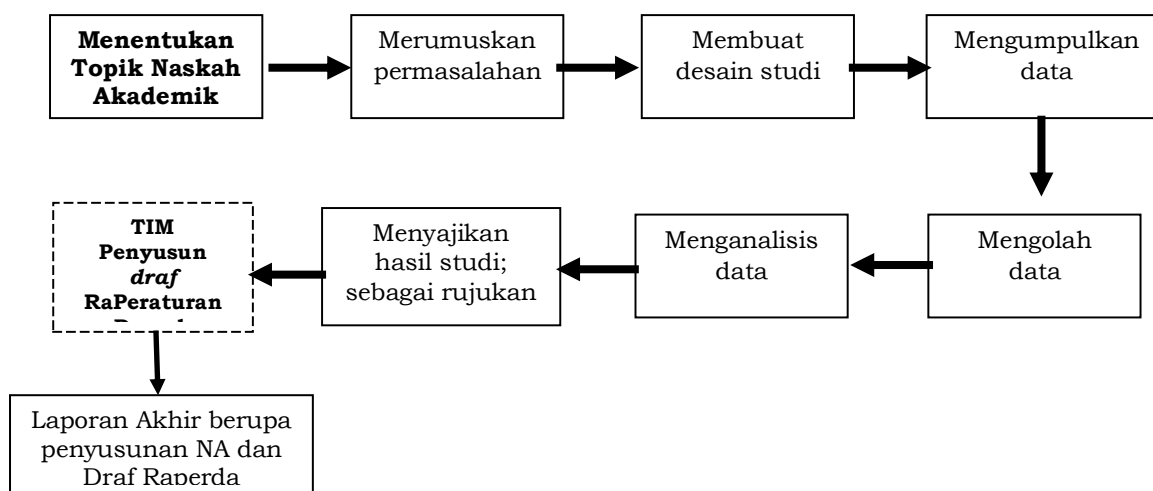 Menentukan
Topik Naskah
Akademik
Merumuskan
permasalahan
Membuat
desain studi
Mengumpulkan
data
Mengolah
data
Menganalisis
data
Menyajikan
hasil studi;
sebagai rujukan
TIM
Penyusun
draf
RaPeraturan
Laporan Akhir berupa
penyusunan NA dan
Draf Raperda